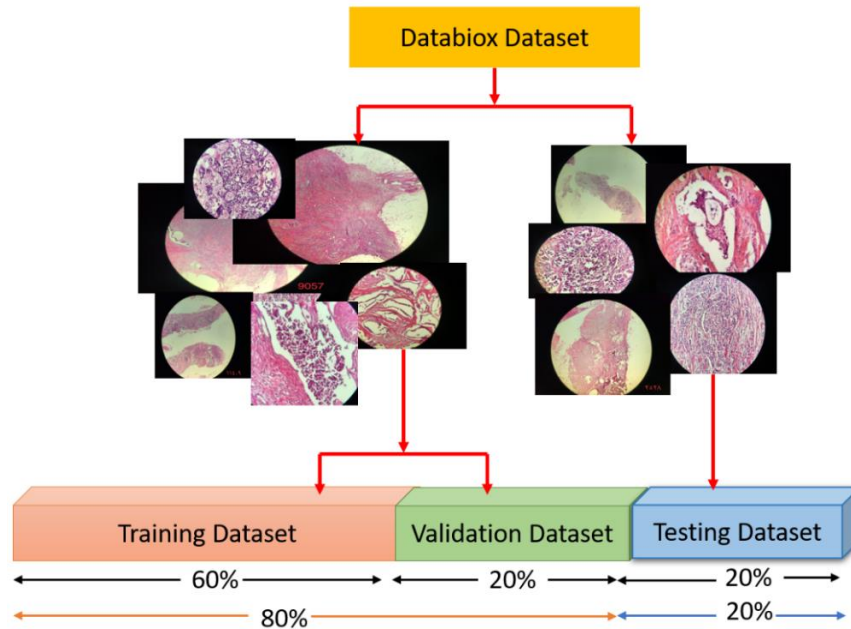 Databiox Dataset
9057
Training Dataset
Validation Dataset
Testing Dataset
60%
20%
20%
80%
20%